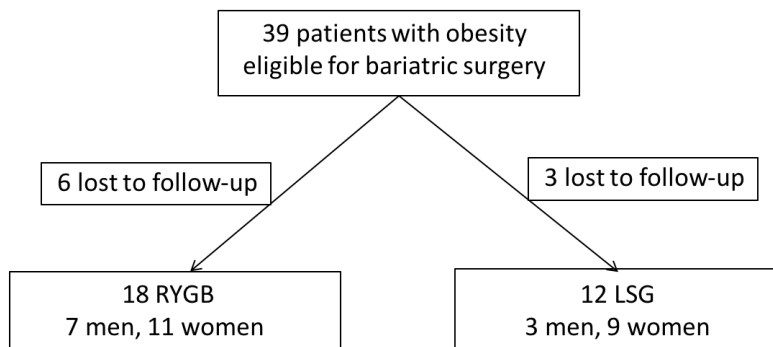 39 patients with obesity
eligible for bariatric surgery
6 lost to follow-up
3 lost to follow-up
18 RYGB
7 men, 11 women
12 LSG
3 men, 9 women